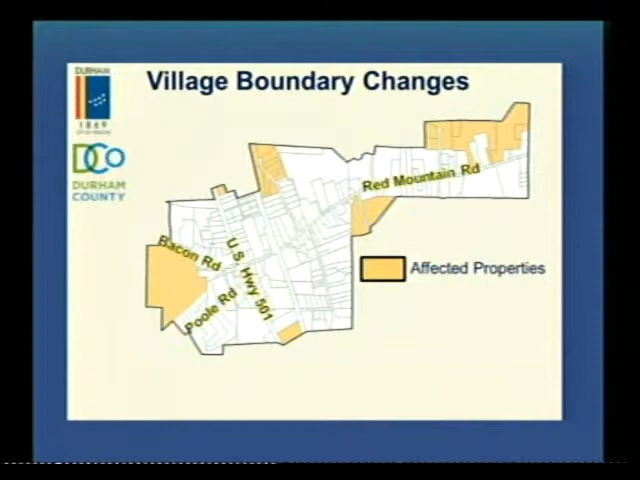 DURHAM
1869
DCO
DURHAM
COUNTY
Village Boundary Changes
Red Mountain Rd
Bacon Rd
U S Hwy 501
Poole Rd
Affected Properties